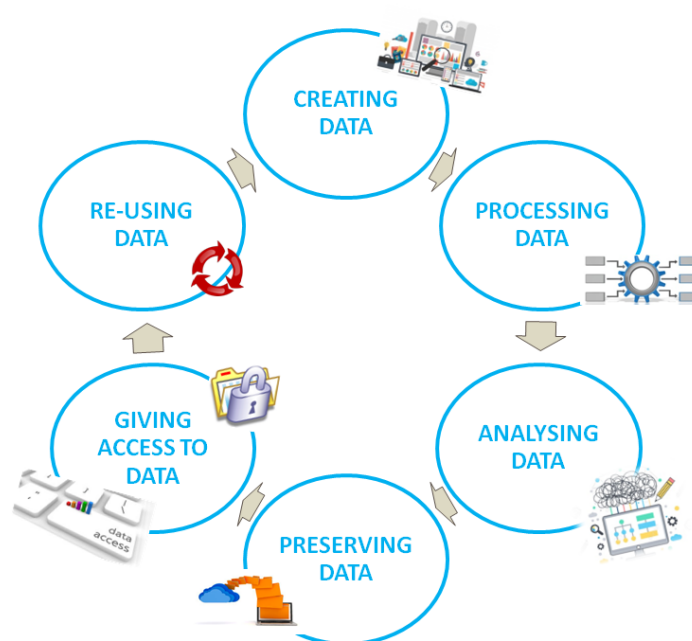 CREATING
DATA
PROCESSING
DATA
ANALYSING
DATA
PRESERVING
DATA
GIVING
ACCESS TO
DATA
data
access
RE-USING
DATA